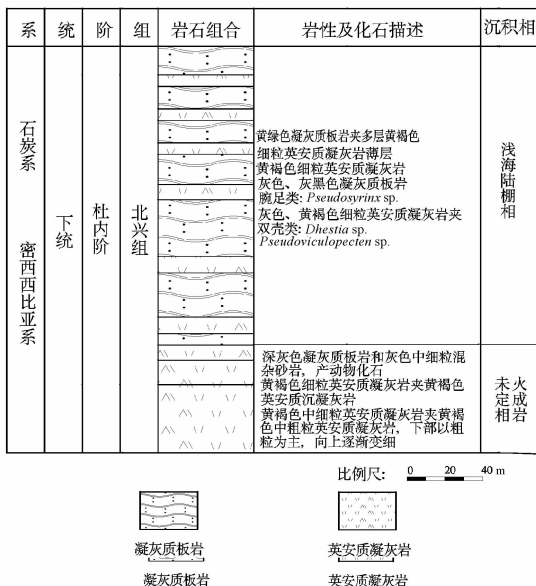 系 统 阶 组 岩石组合 岩性及化石描述 沉积相
石炭系
密西西比亚系
下统
杜内阶
北兴组
黄绿色凝灰质板岩夹多层黄褐色
细粒英安质凝灰岩薄层
黄褐色细粒英安质凝灰岩
灰色、灰黑色凝灰质板岩
腕足类: Pseudosyrinx sp.
灰色、黄褐色细粒英安质凝灰岩夹
双壳类: Dhestia sp.
Pseudoviculopecten sp.
浅海陆棚相
深灰色凝灰质板岩和灰色中细粒混
杂砂岩，产动物化石
黄褐色细粒英安质凝灰岩夹黄褐色
英安质沉凝灰岩
黄褐色中细粒英安质凝灰岩夹黄褐
色中粗粒英安质凝灰岩，下部以粗
粒为主，向上逐渐变细
火成岩
未定相
比例尺: 0 20 40 m
凝灰质板岩 英安质凝灰岩
凝灰质板岩 英安质凝灰岩